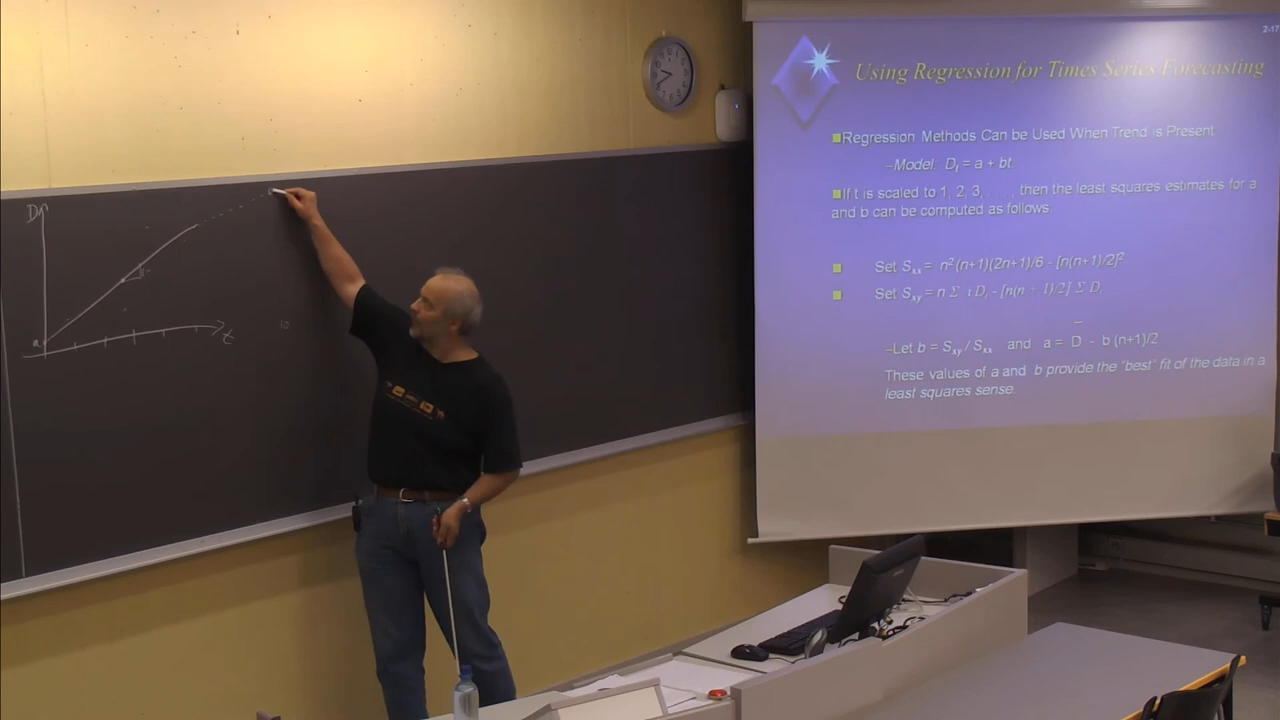 2-17
Using Regression for Times Series Forecasting
Regression Methods Can be Used When Trend is Present
–Model: Dt = a + bt.
If t is scaled to 1, 2, 3, . . . , then the least squares estimates for a
and b can be computed as follows
Set Sxx = n²(n+1)(2n+1)/6 - [n(n+1)/2]²
Set Sxy = n Σ i Di - [n(n + 1)/2] Σ Di
–Let b = Sxy / Sxx and a = D̄ - b (n+1)/2
These values of a and b provide the "best" fit of the data in a
least squares sense.
D
a
t
10